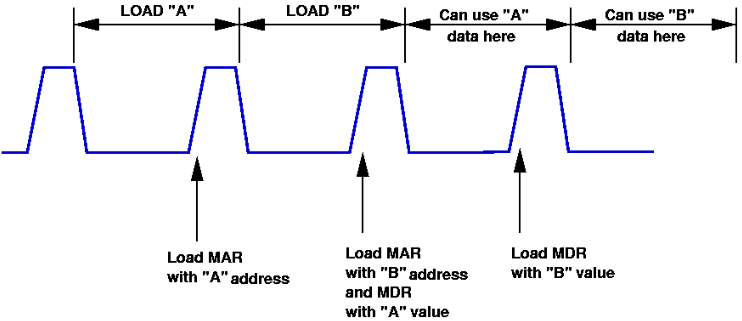 LOAD "A"
LOAD "B"
Can use "A"
data here
Can use "B"
data here
Load MAR
with "A" address
Load MAR
with "B" address
and MDR
with "A" value
Load MDR
with "B" value